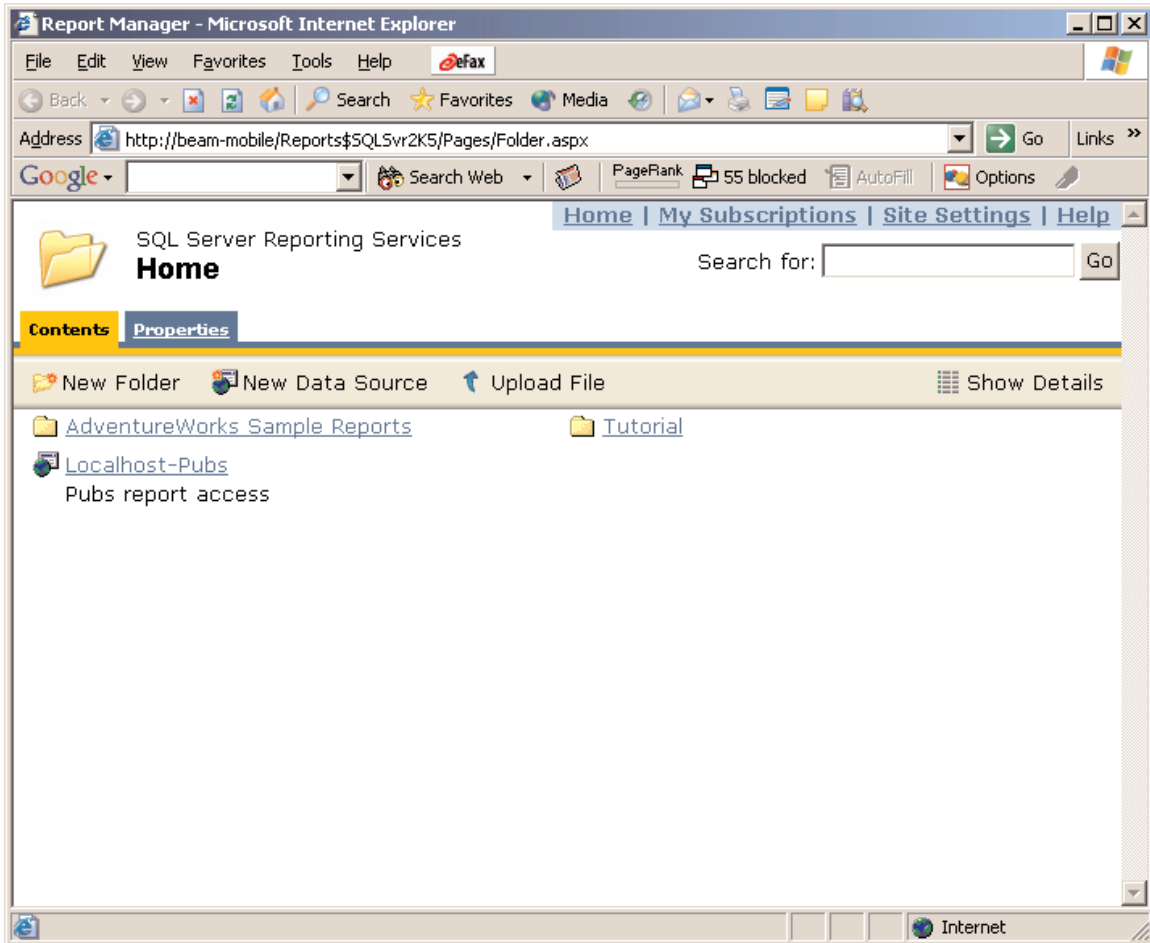 Report Manager - Microsoft Internet Explorer
File Edit View Favorites Tools Help eFax
Back Search Favorites Media
Address http://beam-mobile/Reports$SQLSvr2K5/Pages/Folder.aspx Go Links »
Google Search Web PageRank 55 blocked AutoFill Options
Home | My Subscriptions | Site Settings | Help
SQL Server Reporting Services
Home
Search for: Go
Contents Properties
New Folder New Data Source Upload File Show Details
AdventureWorks Sample Reports Tutorial
Localhost-Pubs
Pubs report access
Internet